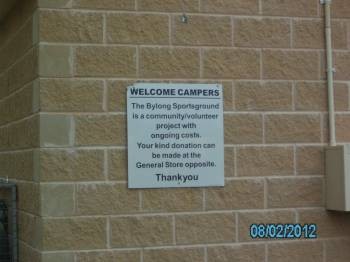 WELCOME CAMPERS
The Bylong Sportsground
is a community/volunteer
project with
ongoing costs.
Your kind donation can
be made at the
General Store opposite.
Thankyou
08/02/2012